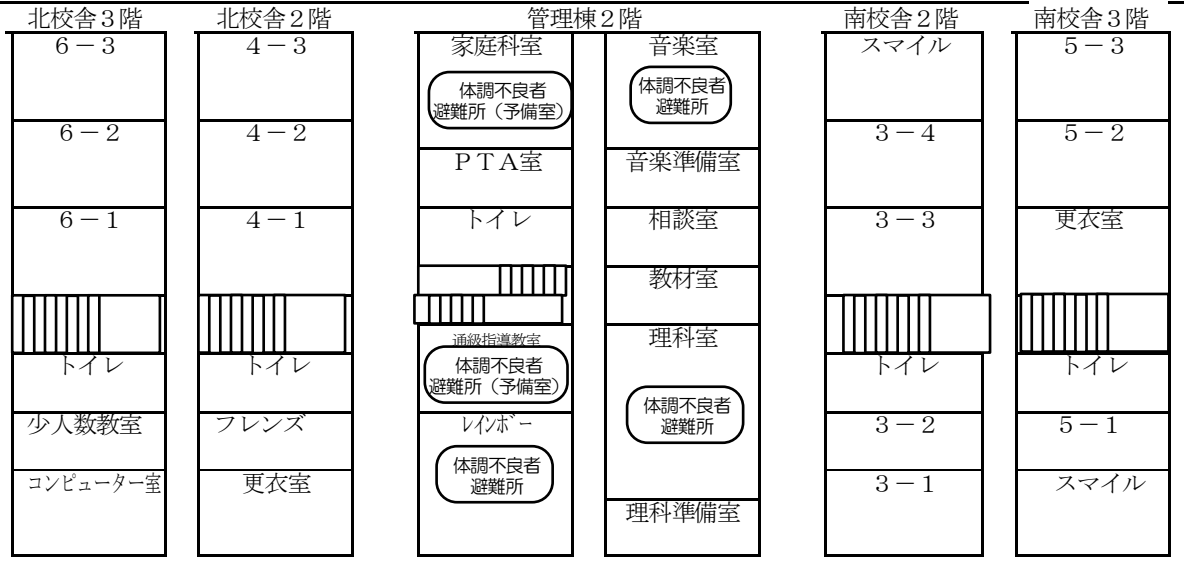 北校舎３階
６－３
６－２
６－１
トイレ
少人数教室
コンピューター室
北校舎２階
４－３
４－２
４－１
トイレ
フレンズ
更衣室
管理棟２階
家庭科室
体調不良者
避難所（予備室）
ＰＴＡ室
トイレ
通級指導教室
体調不良者
避難所（予備室）
レインボー
体調不良者
避難所
音楽室
体調不良者
避難所
音楽準備室
相談室
教材室
理科室
体調不良者
避難所
理科準備室
南校舎２階
スマイル
３－４
３－３
トイレ
３－２
３－１
南校舎３階
５－３
５－２
更衣室
トイレ
５－１
スマイル